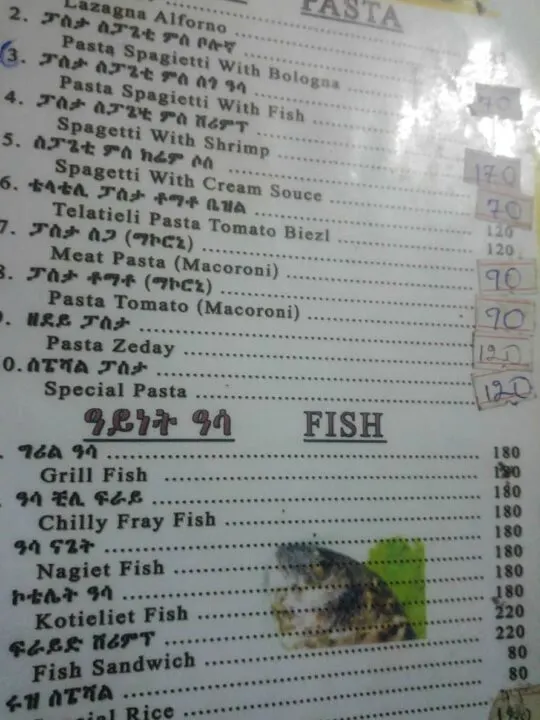 PASTA
Lazagna Alforno
2. ፓስታ ስፓጌቲ ምስ ቦሎኛ
Pasta Spagietti With Bologna
3. ፓስታ ስፓጌቲ ምስ ስጎ ዓሳ
Pasta Spagietti With Fish 70
4. ፓስታ ስፓጌቲ ምስ ሽሪምፕ
Spagetti With Shrimp 170
5. ስፓጌቲ ምስ ክሬም ሶስ
Spagetti With Cream Souce 70
6. ቴላቴሊ ፓስታ ቶማቶ ቤዝል 120
Telatieli Pasta Tomato Biezl 120
7. ፓስታ ስጋ (ማኮሮኒ)
Meat Pasta (Macoroni) 90
ፓስታ ቶማቶ (ማኮሮኒ)
Pasta Tomato (Macoroni) 90
ዘደይ ፓስታ
Pasta Zeday 120
0. ስፔሻል ፓስታ
Special Pasta 120
ዓይነት ዓሳ FISH
ግሪል ዓሳ 180
Grill Fish 180
ዓሳ ቺሊ ፍራይ 180
Chilly Fray Fish 180
ዓሳ ናጌት 180
Nagiet Fish 180
ኮቴሌት ዓሳ 180
Kotieliet Fish 180
ፍራይድ ሽሪምፕ 220
220
Fish Sandwich 80
ሩዝ ስፔሻል 80
Rice